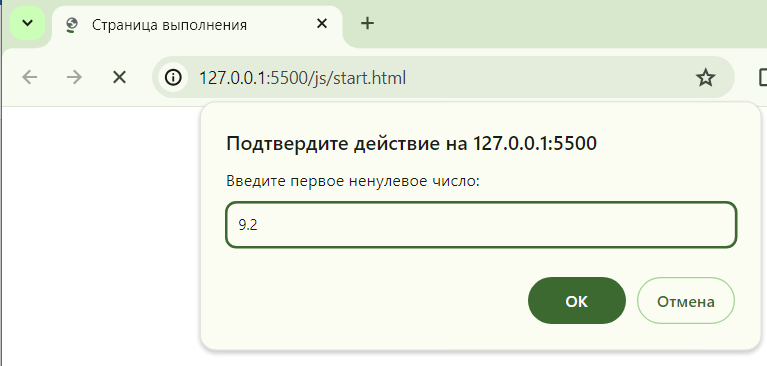 Страница выполнения
127.0.0.1:5500/js/start.html
Подтвердите действие на 127.0.0.1:5500
Введите первое ненулевое число:
9.2
ОК
Отмена